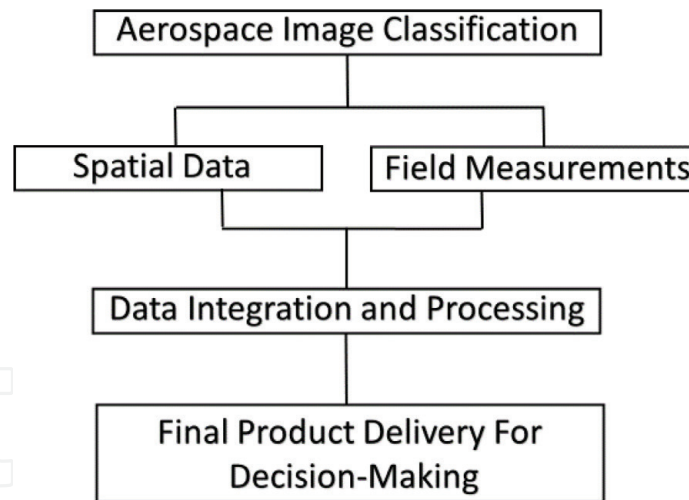 Aerospace Image Classification
Spatial Data
Field Measurements
Data Integration and Processing
Final Product Delivery For
Decision-Making